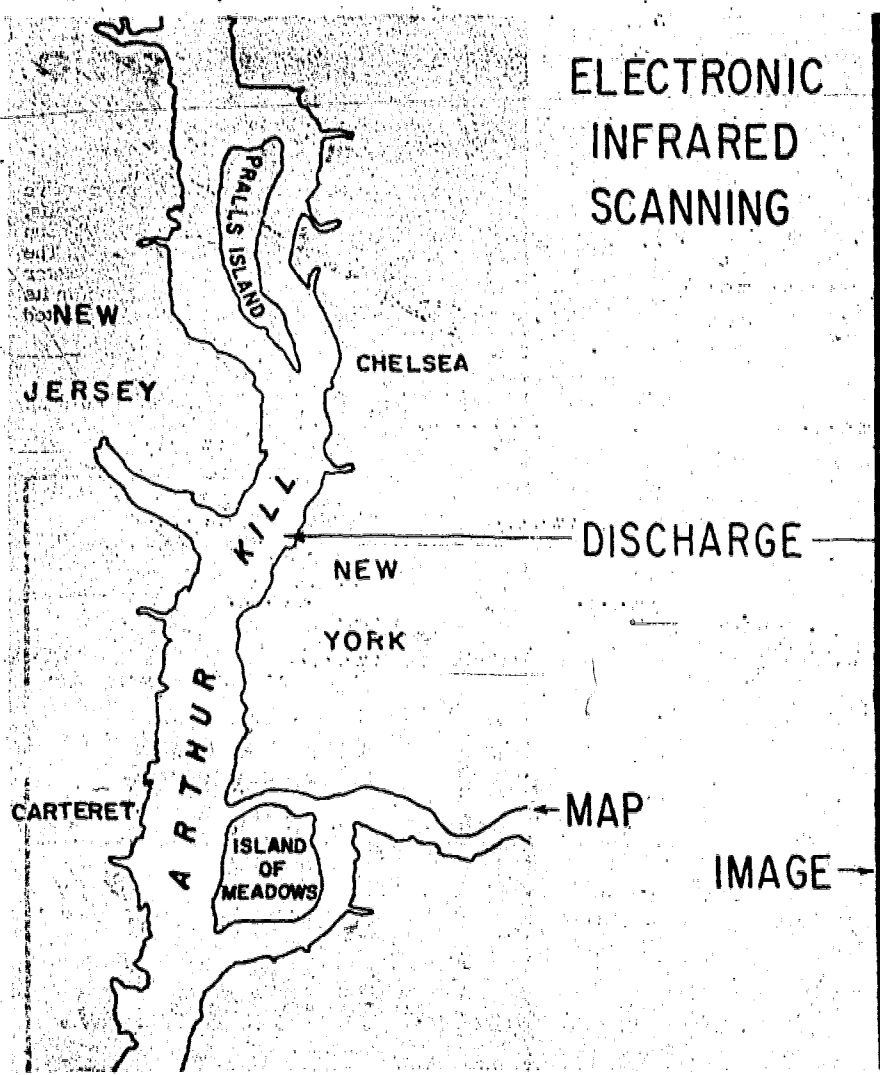 ELECTRONIC
INFRARED
SCANNING
PRALLS ISLAND
NEW
JERSEY
CHELSEA
KILL
DISCHARGE
NEW
YORK
ARTHUR
CARTERET
MAP
ISLAND
OF
MEADOWS
IMAGE